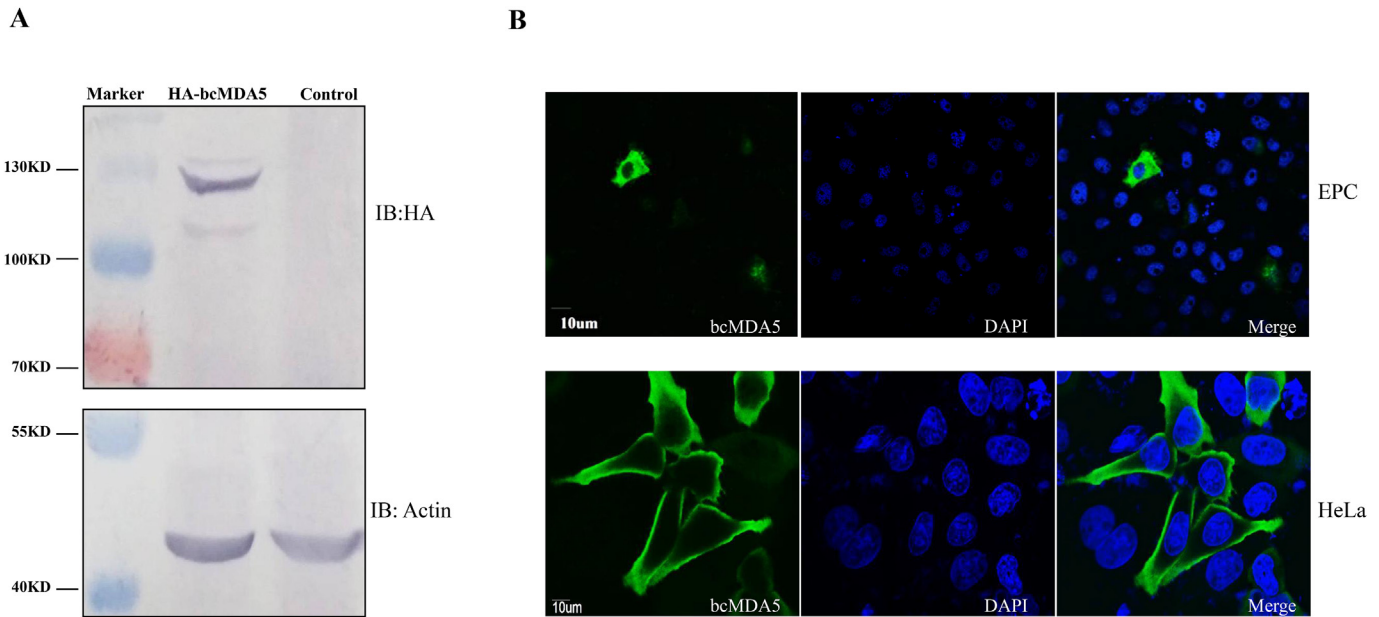 A
B
Marker HA-bcMDA5 Control
130KD
IB:HA
100KD
70KD
55KD
IB: Actin
40KD
10um
bcMDA5
DAPI
Merge
EPC
10um
bcMDA5
DAPI
Merge
HeLa